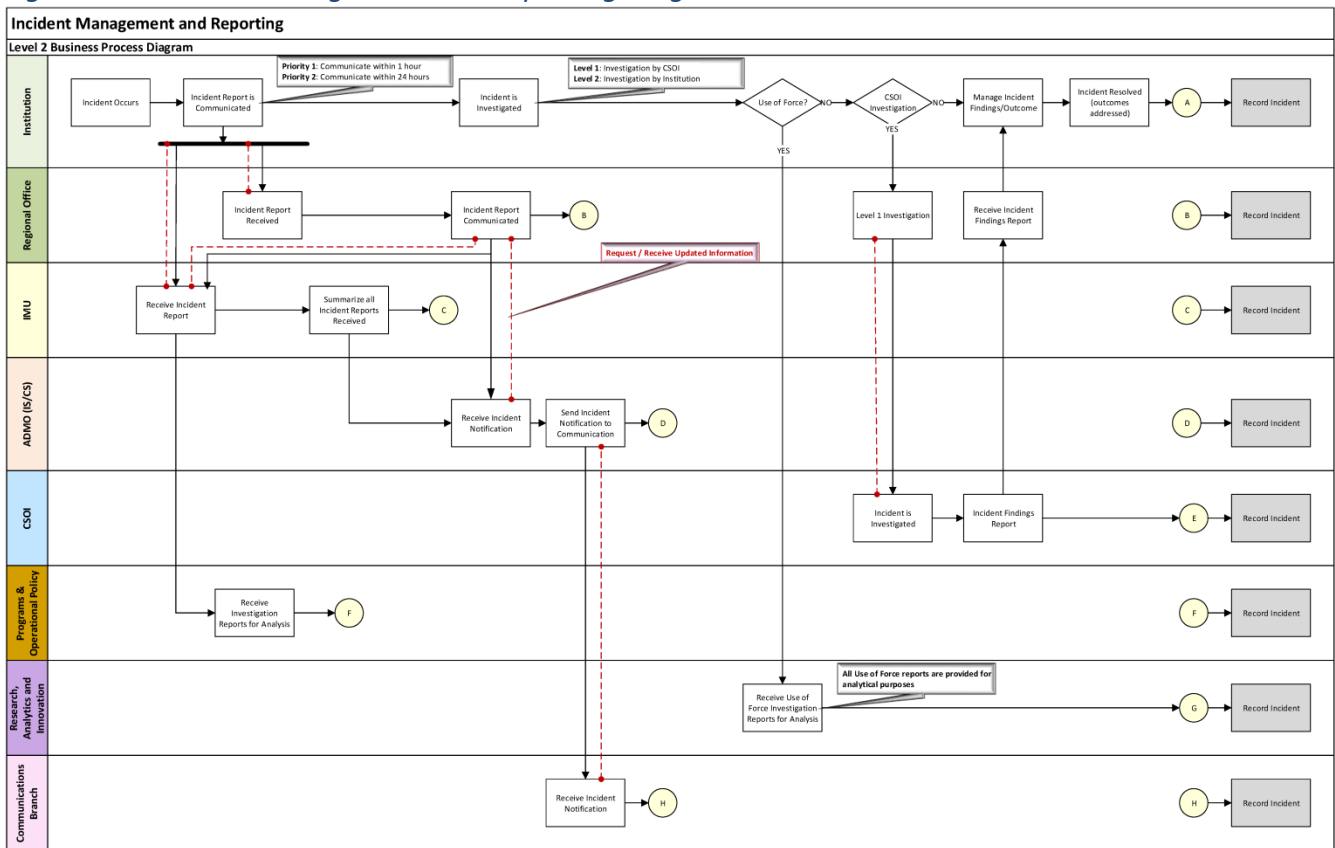 Incident Management and Reporting
Level 2 Business Process Diagram
Institution
Incident Occurs
Incident Report is
Communicated
Priority 1: Communicate within 1 hour
Priority 2: Communicate within 24 hours
Incident is
Investigated
Level 1: Investigation by CSOI
Level 2: Investigation by Institution
Use of Force?
NO
YES
CSOI
Investigation
NO
YES
Manage Incident
Findings/Outcome
Incident Resolved
(outcomes
addressed)
A
Record Incident
Regional Office
Incident Report
Received
Incident Report
Communicated
B
Level 1 Investigation
Receive Incident
Findings Report
B
Record Incident
Request / Receive Updated Information
IMU
Receive Incident
Report
Summarize all
Incident Reports
Received
C
C
Record Incident
ADMO (IS/CS)
Receive Incident
Notification
Send Incident
Notification to
Communication
D
D
Record Incident
CSOI
Incident is
Investigated
Incident Findings
Report
E
Record Incident
Programs &
Operational Policy
Receive
Investigation
Reports for Analysis
F
F
Record Incident
Research,
Analytics and
Innovation
Receive Use of
Force Investigation
Reports for Analysis
All Use of Force reports are provided for
analytical purposes
G
Record Incident
Communications
Branch
Receive Incident
Notification
H
H
Record Incident